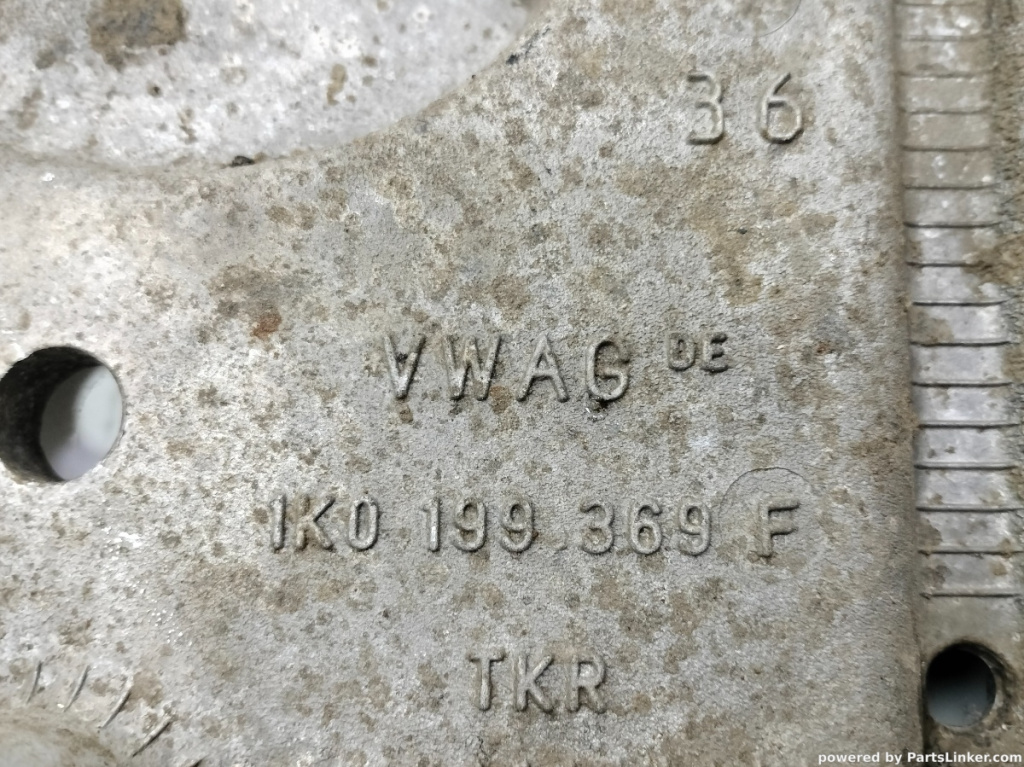 36
VWAG DE
1K0 199 369 F
TKR
powered by PartsLinker.com